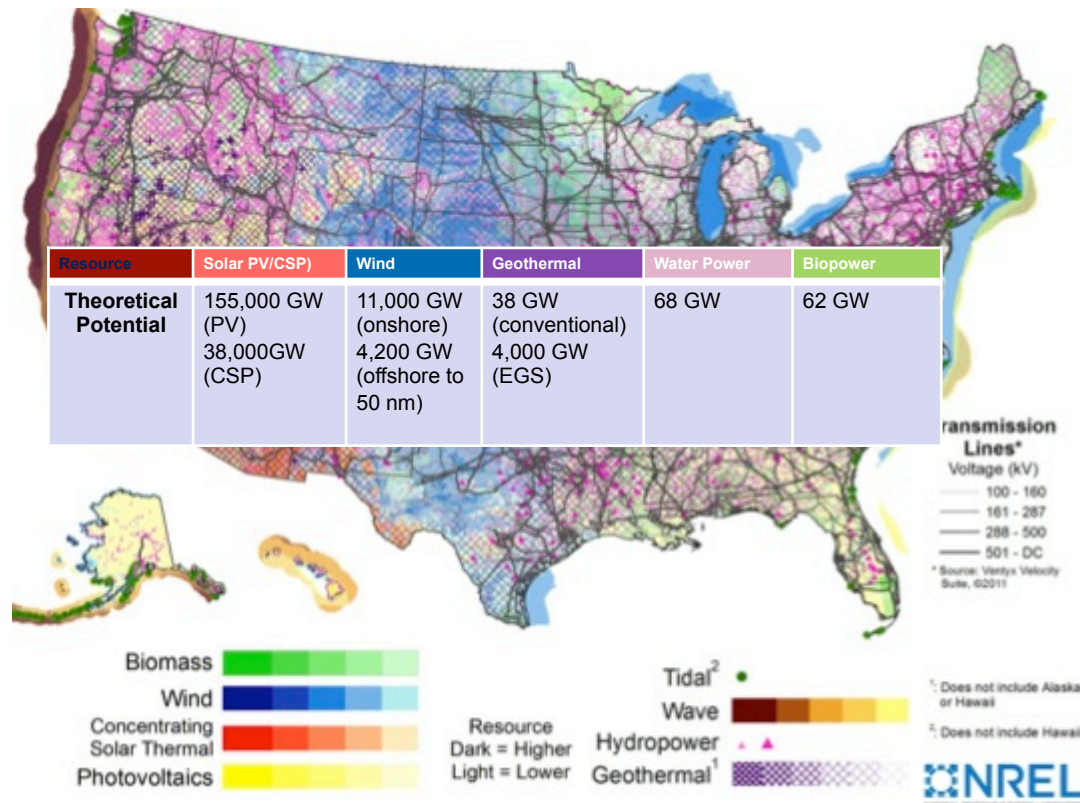 Resource
Solar PV/CSP)
Wind
Geothermal
Water Power
Biopower
Theoretical
Potential
155,000 GW
(PV)
38,000GW
(CSP)
11,000 GW
(onshore)
4,200 GW
(offshore to
50 nm)
38 GW
(conventional)
4,000 GW
(EGS)
68 GW
62 GW
ransmission
Lines*
Voltage (kV)
100 - 160
161 - 287
288 - 500
501 - DC
* Source: Ventyx Velocity
Suite, ©2011
Biomass
Wind
Concentrating
Solar Thermal
Photovoltaics
Resource
Dark = Higher
Light = Lower
Tidal²
Wave
Hydropower
Geothermal¹
¹: Does not include Alaska
or Hawaii
²: Does not include Hawaii
NREL